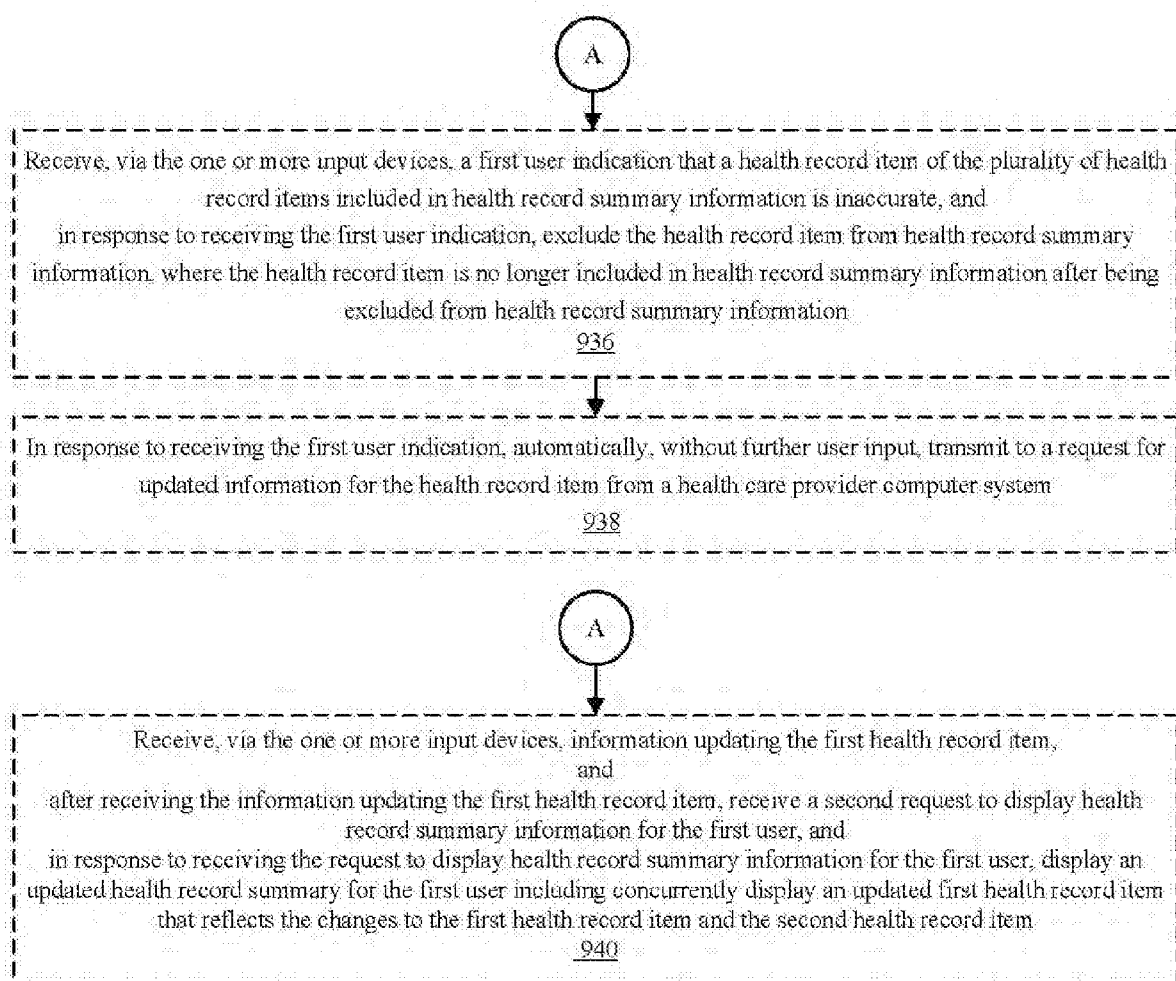 A
Receive, via the one or more input devices, a first user indication that a health record item of the plurality of health
record items included in health record summary information is inaccurate, and
in response to receiving the first user indication, exclude the health record item from health record summary
information, where the health record item is no longer included in health record summary information after being
excluded from health record summary information
936
In response to receiving the first user indication, automatically, without further user input, transmit to a request for
updated information for the health record item from a health care provider computer system
938
A
Receive, via the one or more input devices, information updating the first health record item,
and
after receiving the information updating the first health record item, receive a second request to display health
record summary information for the first user, and
in response to receiving the request to display health record summary information for the first user, display an
updated health record summary for the first user including concurrently display an updated first health record item
that reflects the changes to the first health record item and the second health record item
940